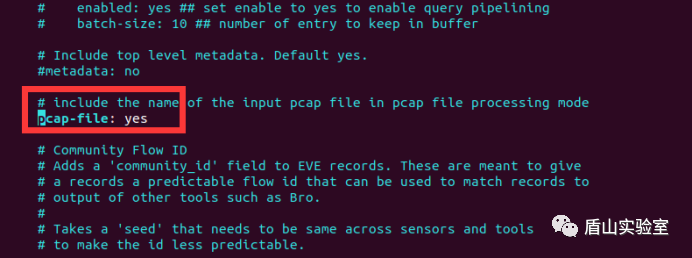 #    enabled: yes ## set enable to yes to enable query pipelining
#    batch-size: 10 ## number of entry to keep in buffer
# Include top level metadata. Default yes.
#metadata: no
# include the name of the input pcap file in pcap file processing mode
pcap-file: yes
# Community Flow ID
# Adds a 'community_id' field to EVE records. These are meant to give
# a records a predictable flow id that can be used to match records to
# output of other tools such as Bro.
#
# Takes a 'seed' that needs to be same across sensors and tools
# to make the id less predictable.
盾山实验室